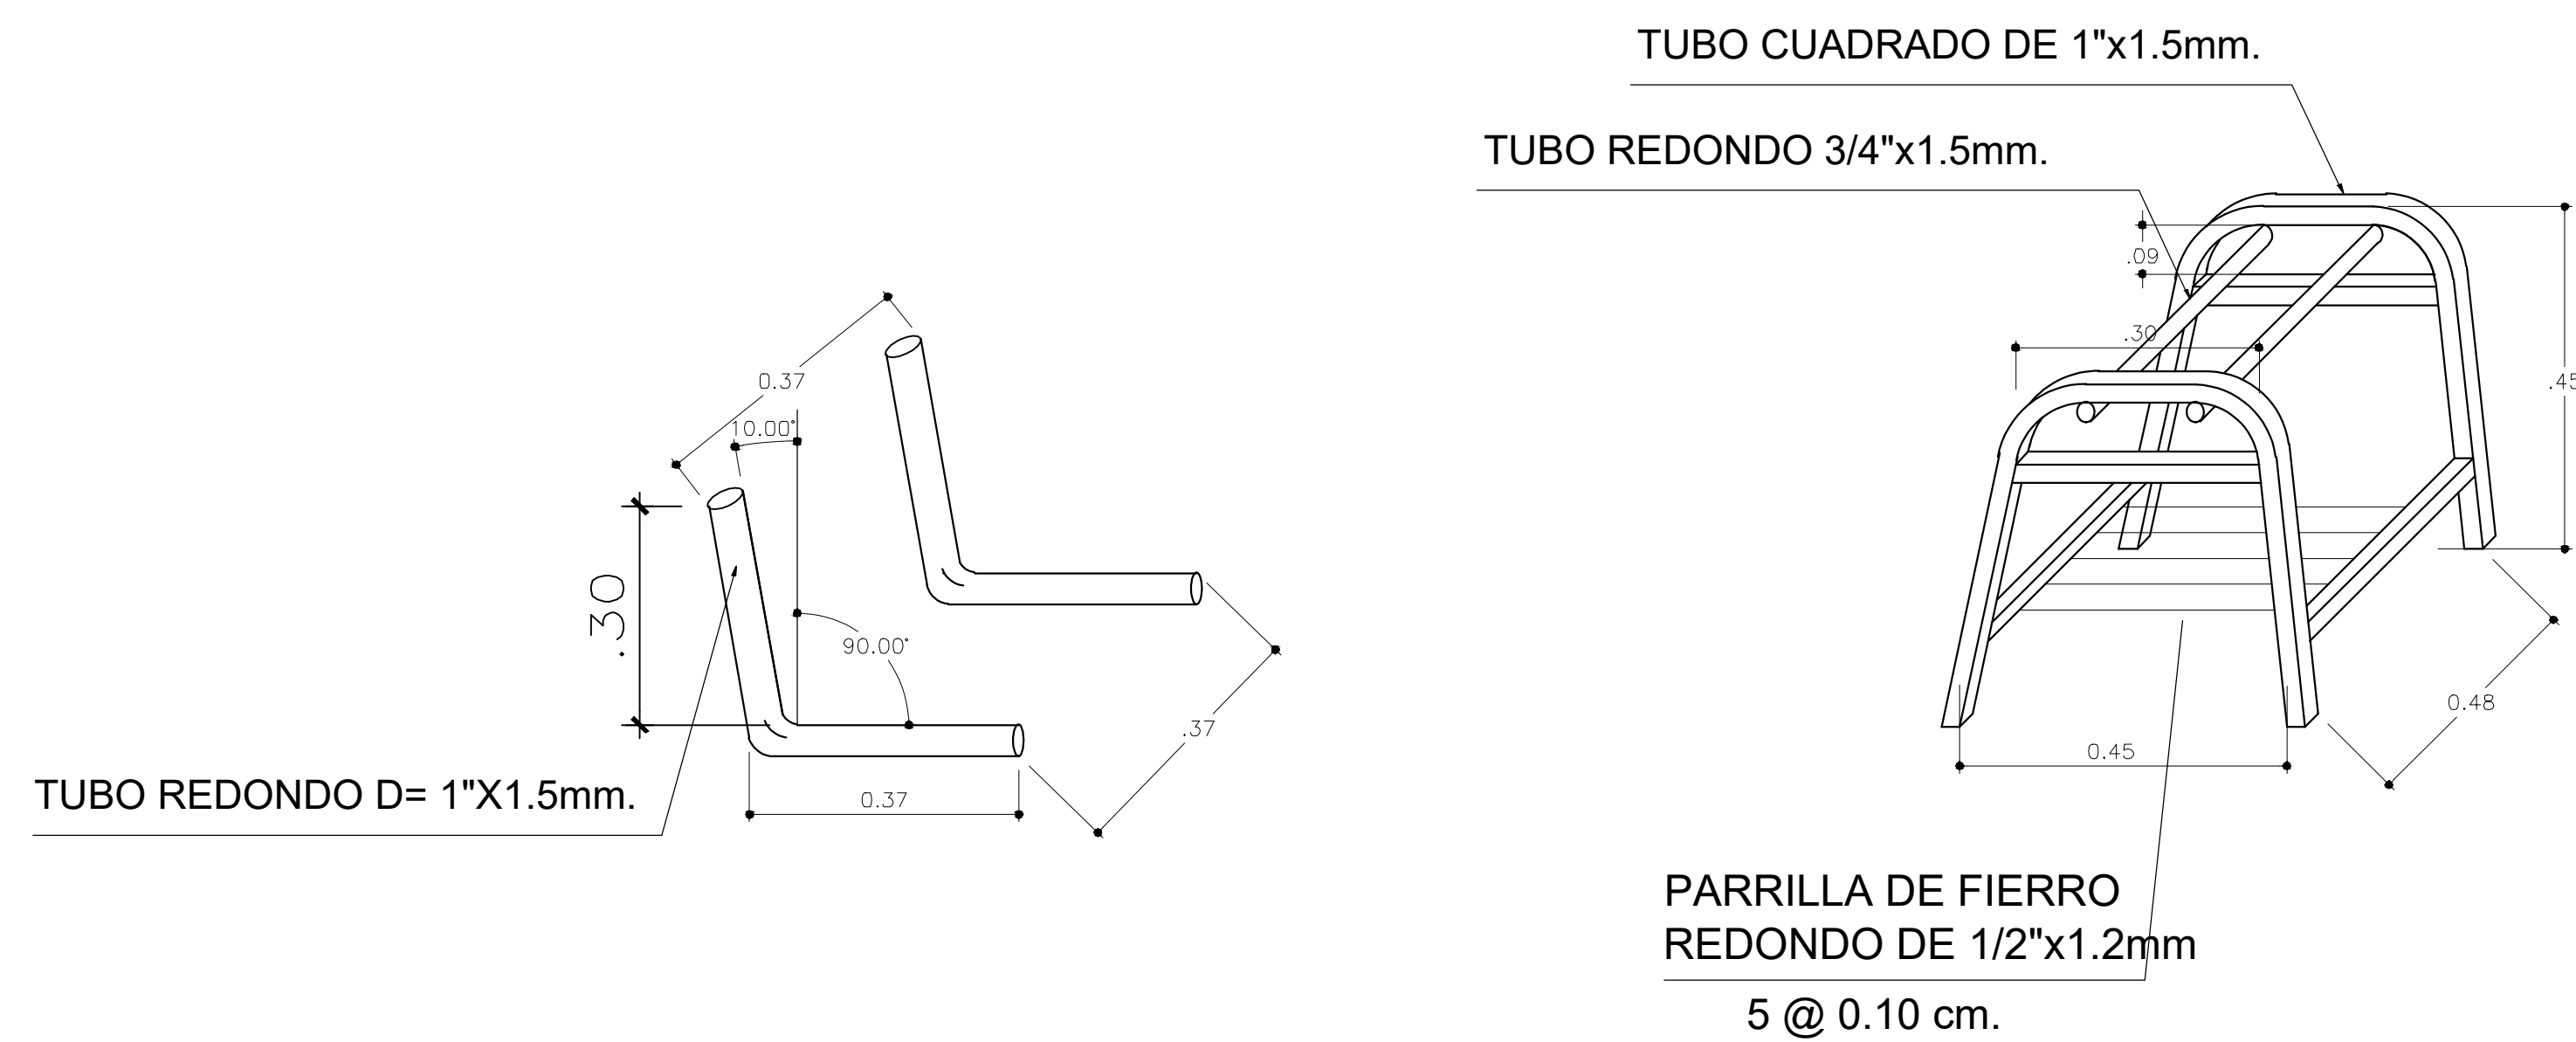 TUBO CUADRADO DE 1"x1.5mm.
TUBO REDONDO 3/4"x1.5mm.
.09
.30
.45
0.37
10.00°
.30
90.00°
.37
0.48
0.45
TUBO REDONDO D= 1"X1.5mm.
0.37
PARRILLA DE FIERRO
REDONDO DE 1/2"x1.2mm
5 @ 0.10 cm.